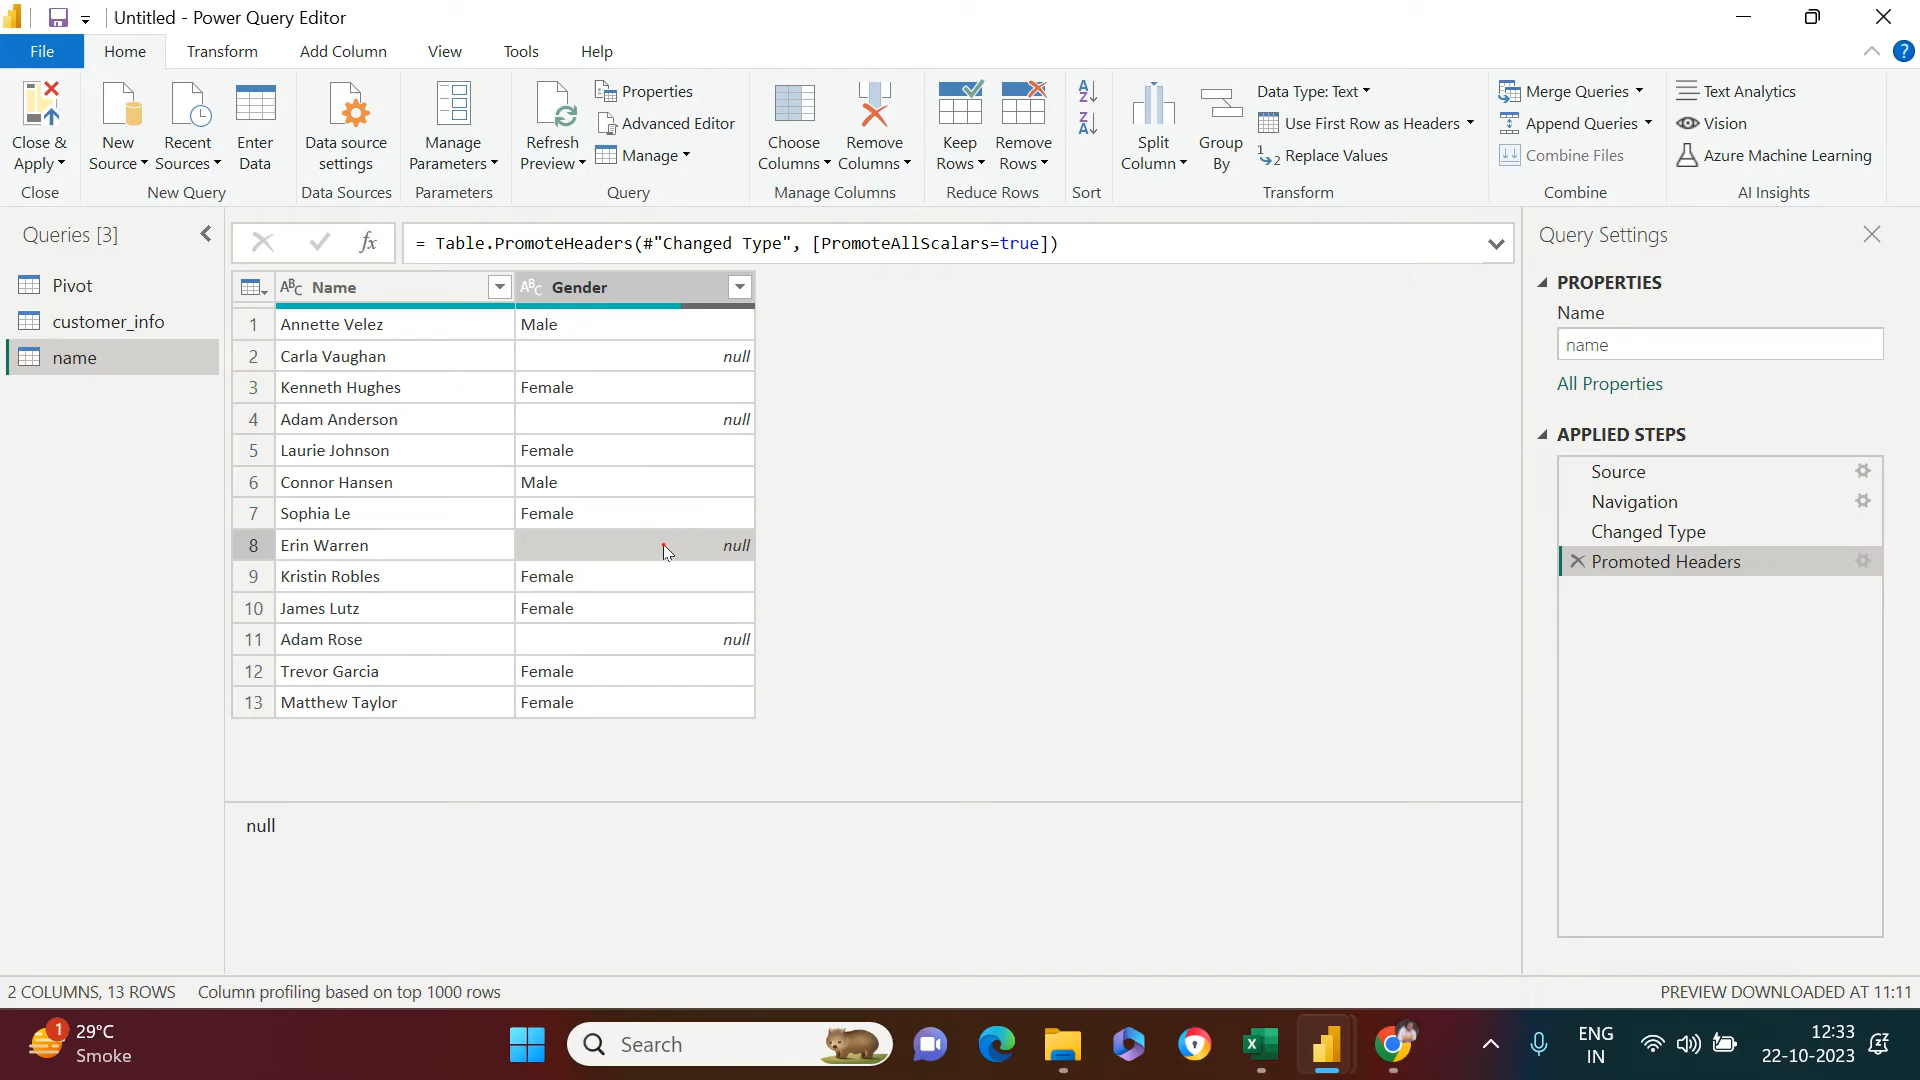 Untitled - Power Query Editor
File Home Transform Add Column View Tools Help
Close & Apply
Close
New Source
Recent Sources
Enter Data
New Query
Data source settings
Data Sources
Manage Parameters
Parameters
Refresh Preview
Properties
Advanced Editor
Manage
Query
Choose Columns
Remove Columns
Manage Columns
Keep Rows
Remove Rows
Reduce Rows
Sort
Split Column
Group By
Data Type: Text
Use First Row as Headers
Replace Values
Transform
Merge Queries
Append Queries
Combine Files
Combine
Text Analytics
Vision
Azure Machine Learning
AI Insights
Queries [3]
Pivot
customer_info
name
fx = Table.PromoteHeaders(#"Changed Type", [PromoteAllScalars=true])
ABC Name ABC Gender
1 Annette Velez Male
2 Carla Vaughan null
3 Kenneth Hughes Female
4 Adam Anderson null
5 Laurie Johnson Female
6 Connor Hansen Male
7 Sophia Le Female
8 Erin Warren null
9 Kristin Robles Female
10 James Lutz Female
11 Adam Rose null
12 Trevor Garcia Female
13 Matthew Taylor Female
null
Query Settings
PROPERTIES
Name
name
All Properties
APPLIED STEPS
Source
Navigation
Changed Type
Promoted Headers
2 COLUMNS, 13 ROWS Column profiling based on top 1000 rows
PREVIEW DOWNLOADED AT 11:11
1
29°C
Smoke
Search
ENG
IN
12:33
22-10-2023